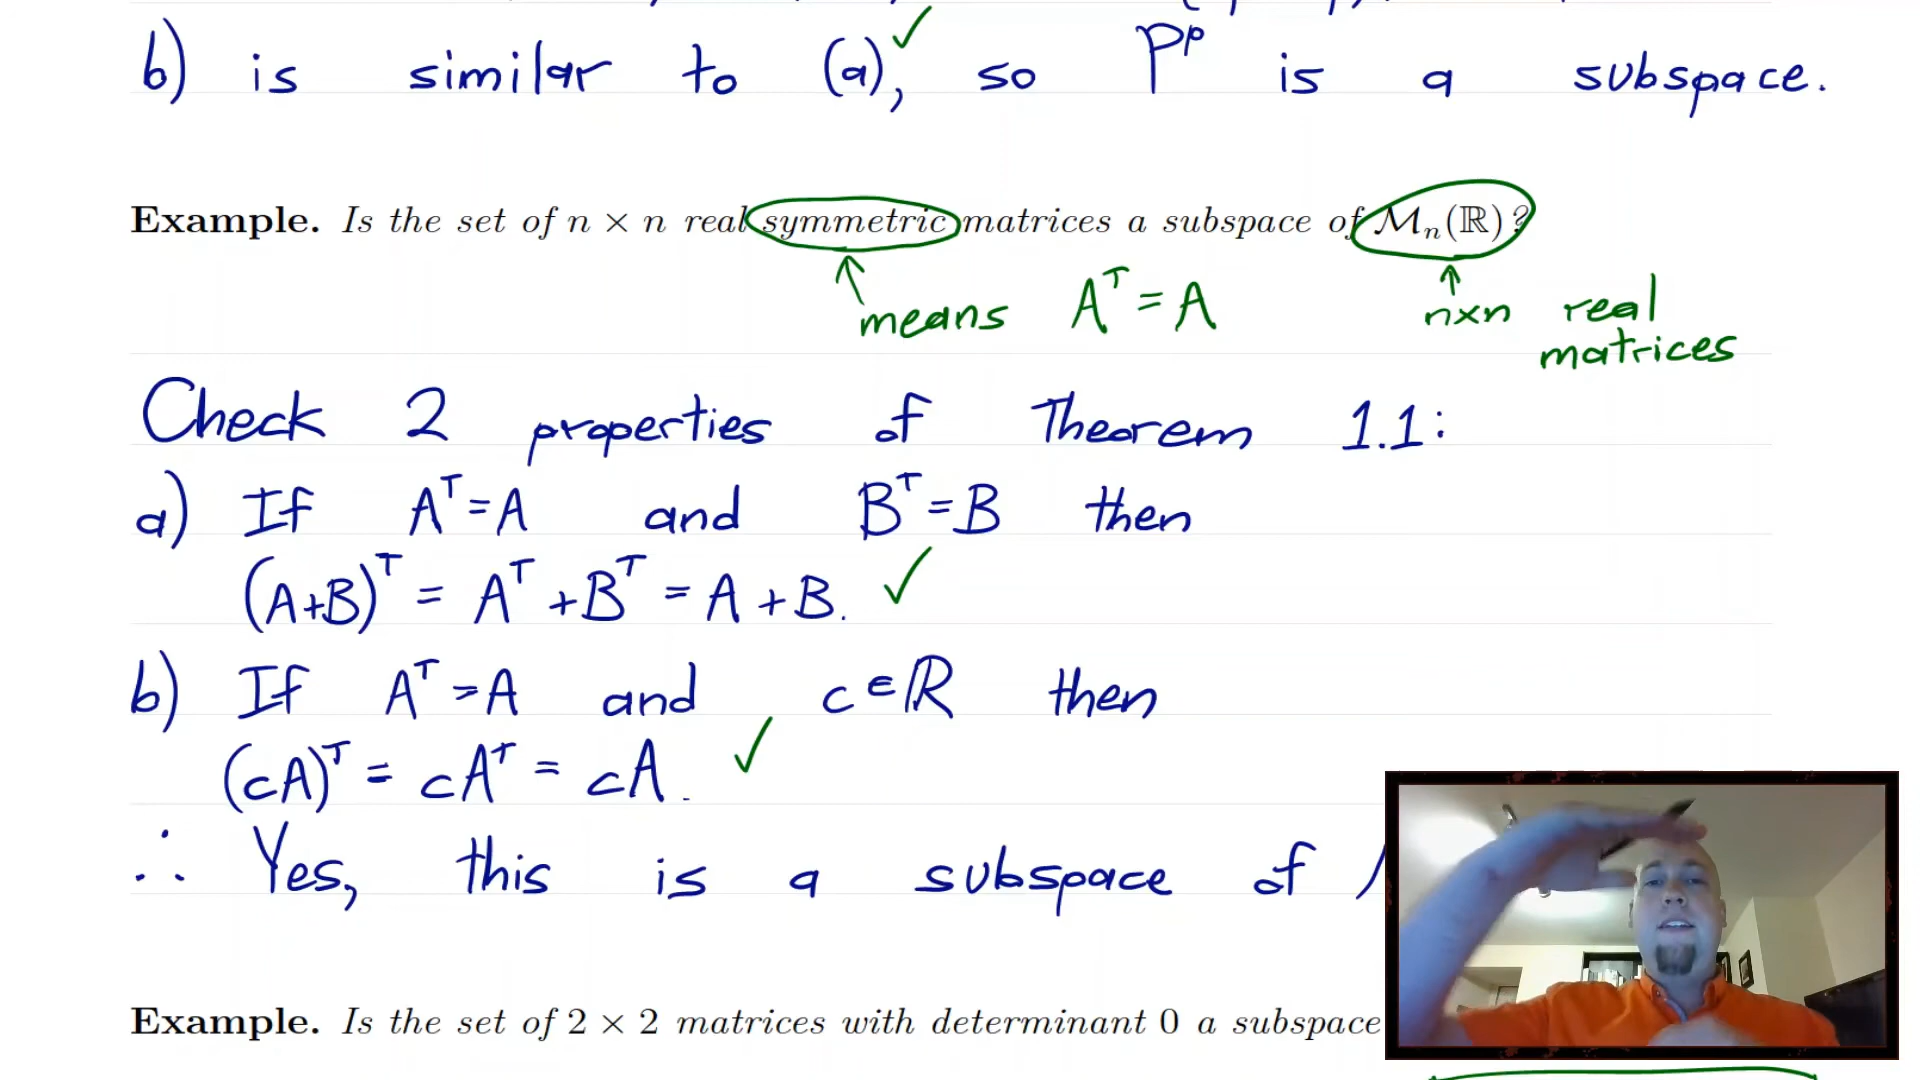 b) is similar to (a), ✓ so Pᵖ is a subspace.
Example. Is the set of n × n real symmetric matrices a subspace of Mₙ(ℝ)?
means Aᵀ = A
n×n real matrices
Check 2 properties of Theorem 1.1:
a) If Aᵀ = A and Bᵀ = B then
(A+B)ᵀ = Aᵀ + Bᵀ = A + B. ✓
b) If Aᵀ = A and c ∈ ℝ then
(cA)ᵀ = cAᵀ = cA. ✓
∴ Yes, this is a subspace of
Example. Is the set of 2 × 2 matrices with determinant 0 a subspace